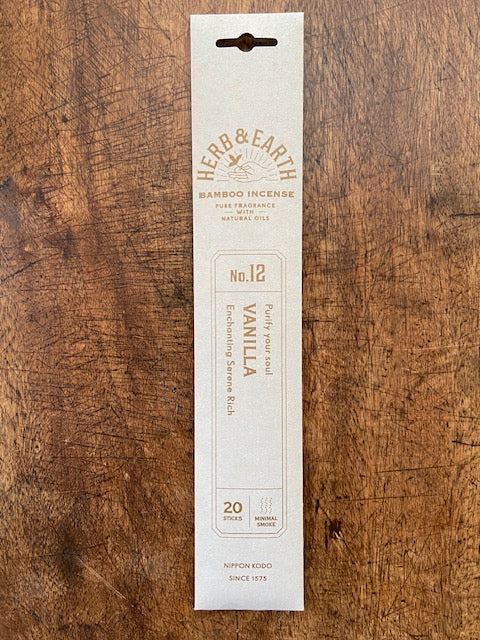 HERB & EARTH
BAMBOO INCENSE
PURE FRAGRANCE
WITH
NATURAL OILS
No.12
Purify your soul
VANILLA
Enchanting Serene Rich
20
STICKS
MINIMAL
SMOKE
NIPPON KODO
SINCE 1575